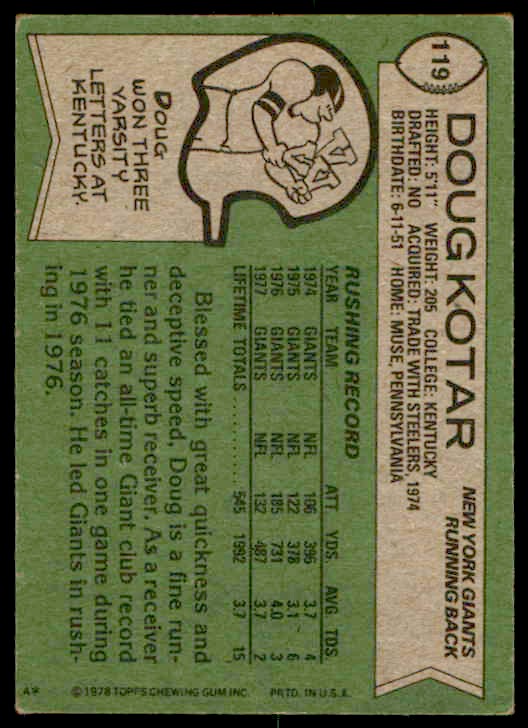 119
DOUG KOTAR
NEW YORK GIANTS
RUNNING BACK
HEIGHT: 5'11" WEIGHT: 205 COLLEGE: KENTUCKY
DRAFTED: NO ACQUIRED: TRADE WITH STEELERS, 1974
BIRTHDATE: 6-11-51 HOME: MUSE, PENNSYLVANIA
DOUG
WON THREE
VARSITY
LETTERS AT
KENTUCKY.
RUSHING RECORD
YEAR TEAM ATT. YDS. AVG. TDS.
1974 GIANTS NFL 106 396 3.7 4
1975 GIANTS NFL 122 378 3.1 6
1976 GIANTS NFL 185 731 4.0 3
1977 GIANTS NFL 132 487 3.7 2
LIFETIME TOTALS .......... 545 1992 3.7 15
Blessed with great quickness and
deceptive speed, Doug is a fine run-
ner and superb receiver. As a receiver
he tied an all-time Giant club record
with 11 catches in one game during
1976 season. He led Giants in rush-
ing in 1976.
A* © 1978 TOPPS CHEWING GUM INC. PRTD. IN U.S.A.